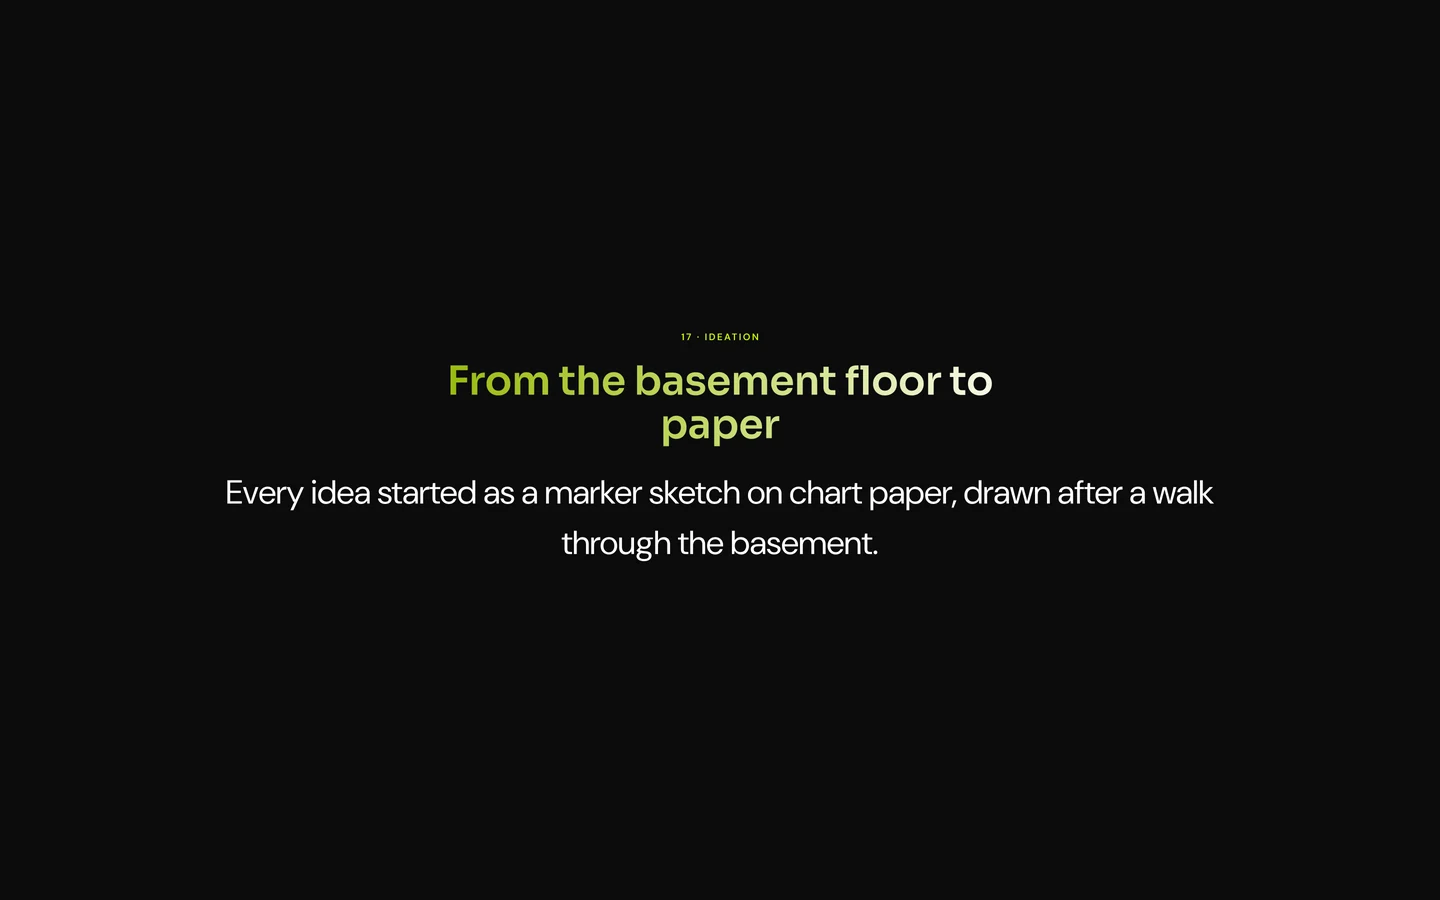 17 · IDEATION
From the basement floor to
paper
Every idea started as a marker sketch on chart paper, drawn after a walk
through the basement.